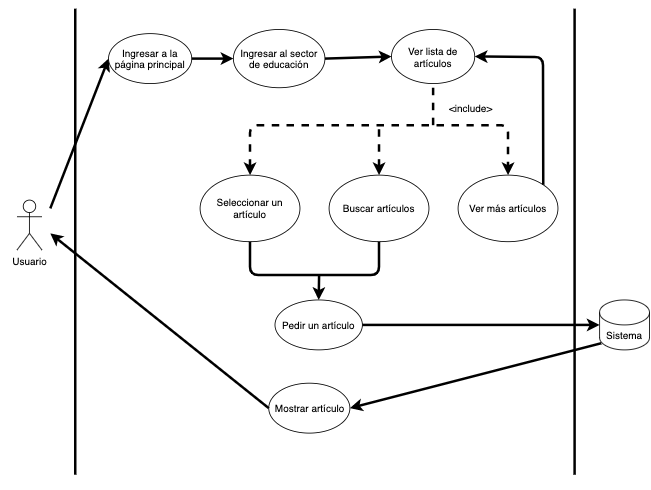 Ingresar a la
página principal
Ingresar al sector
de educación
Ver lista de
artículos
<include>
Seleccionar un
artículo
Buscar artículos
Ver más artículos
Usuario
Pedir un artículo
Sistema
Mostrar artículo